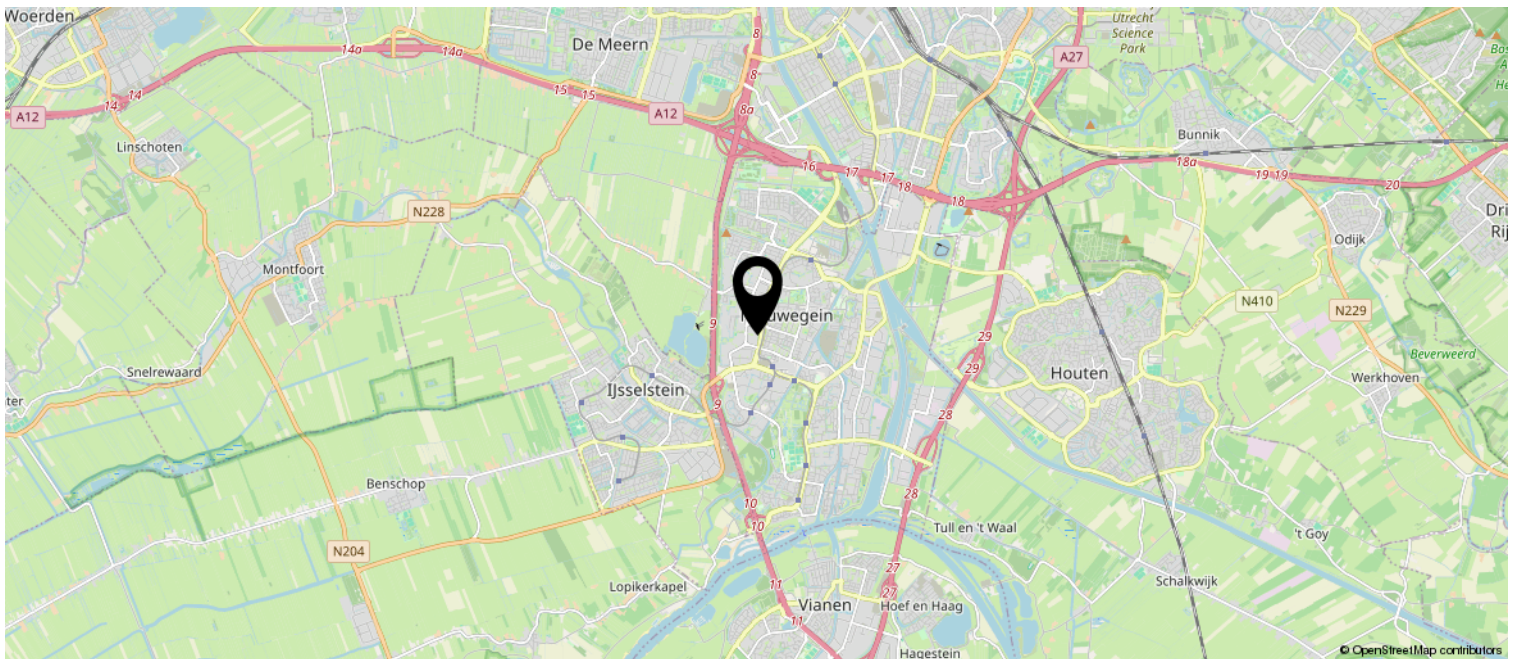 Woerden
De Meern
Utrecht
Science
Park
8
A27
14a
14a
8
15
15
8a
A12
14
14
A12
Bunnik
Linschoten
16
17
17
18
18
18a
19
19
20
N228
Odijk
Montfoort
N410
N229
9
29
29
Beverweerd
Snelrewaard
Houten
Werkhoven
IJsselstein
9
28
Benschop
28
10
10
Tull en 't Waal
't Goy
N204
27
Schalkwijk
Lopikerkapel
11
27
Vianen
Hoef en Haag
11
Hagestein
© OpenStreetMap contributors